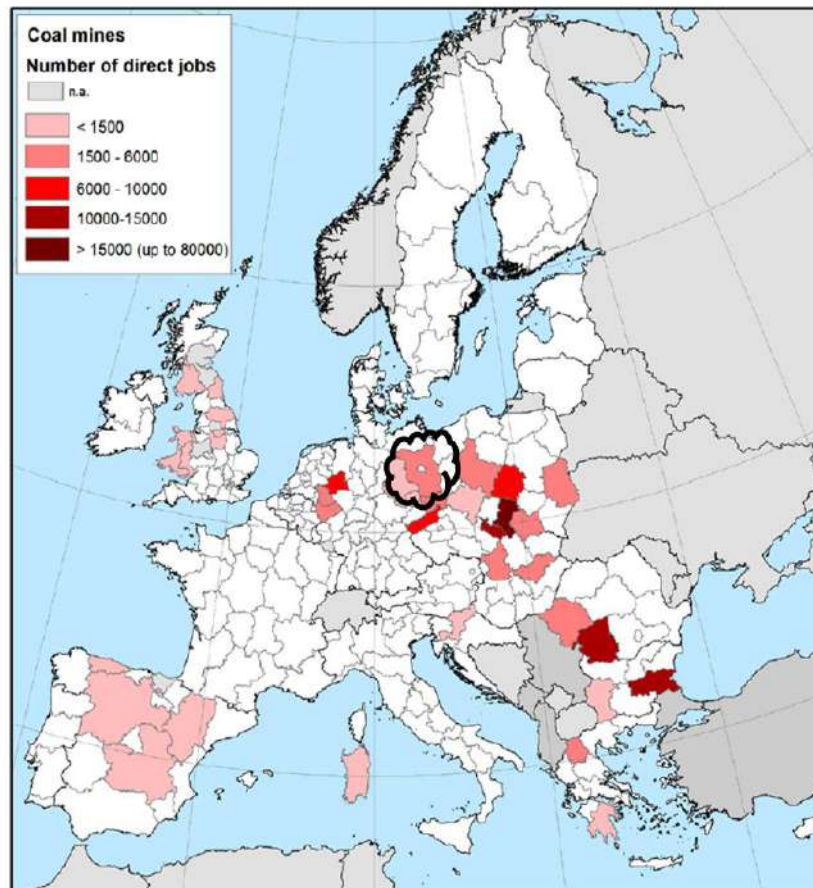 Coal mines
Number of direct jobs
n.a.
< 1500
1500 - 6000
6000 - 10000
10000-15000
> 15000 (up to 80000)